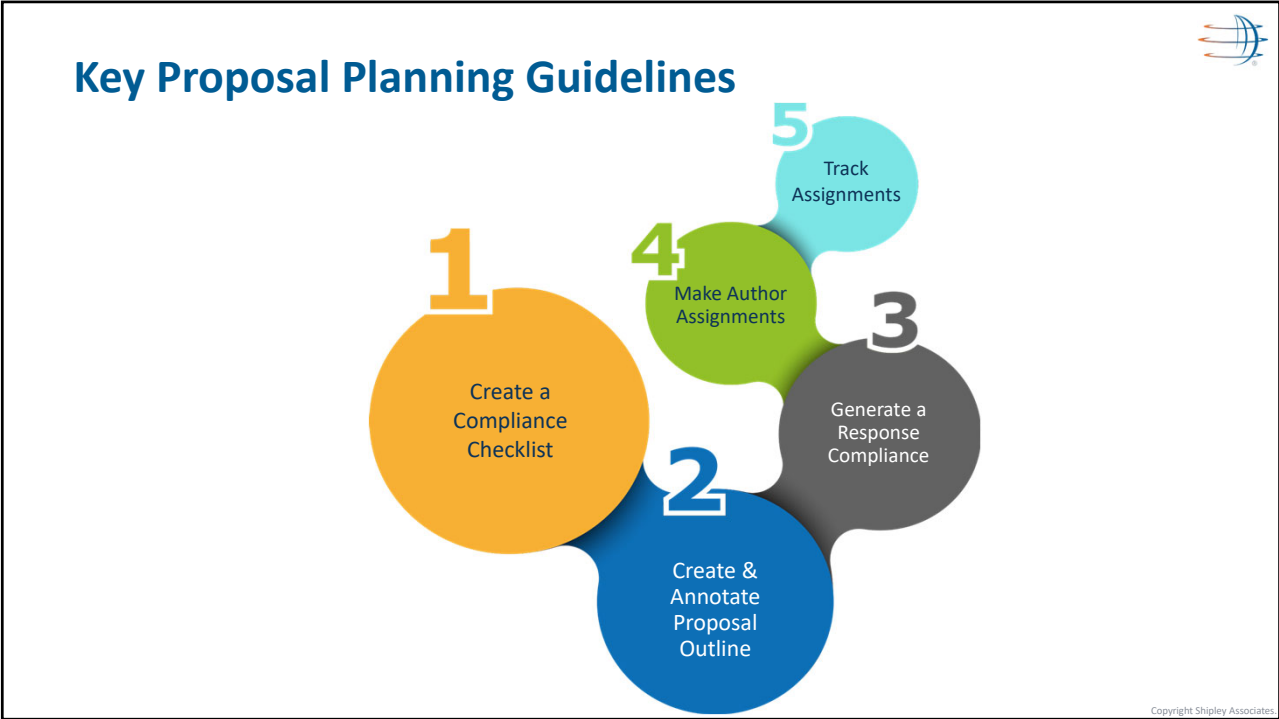 Key Proposal Planning Guidelines
1
Create a
Compliance
Checklist
2
Create &
Annotate
Proposal
Outline
3
Generate a
Response
Compliance
4
Make Author
Assignments
5
Track
Assignments
Copyright Shipley Associates.